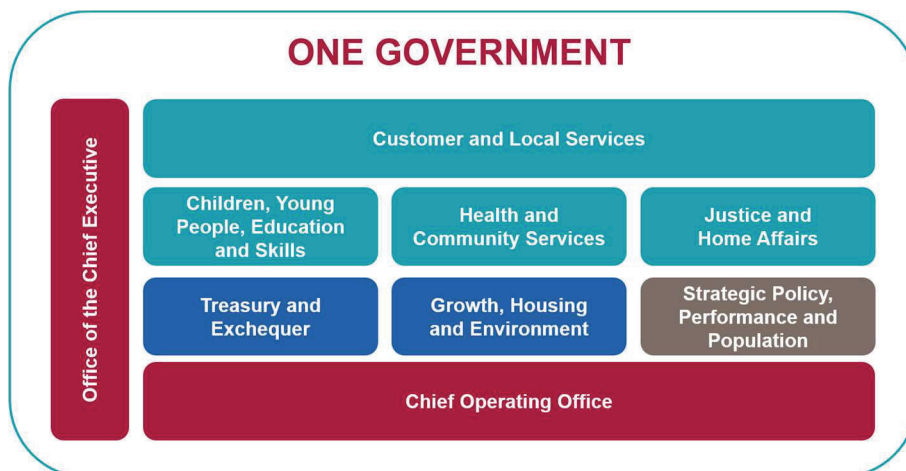 ONE GOVERNMENT
Office of the Chief Executive
Customer and Local Services
Children, Young
People, Education
and Skills
Health and
Community Services
Justice and
Home Affairs
Treasury and
Exchequer
Growth, Housing
and Environment
Strategic Policy,
Performance and
Population
Chief Operating Office